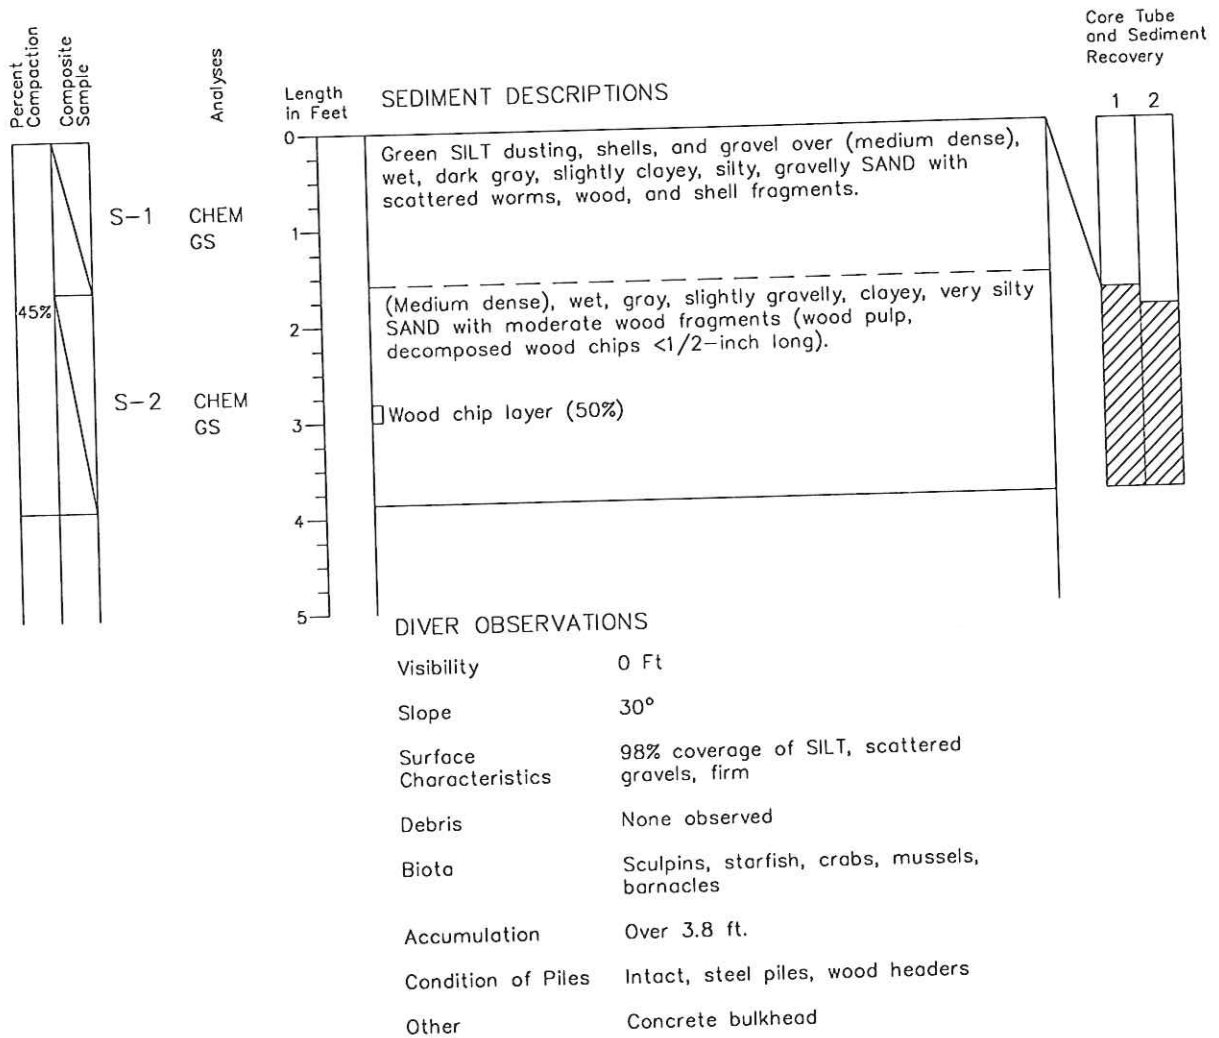 Percent
Compaction
Composite
Sample
Analyses
Length
in Feet
SEDIMENT DESCRIPTIONS
Core Tube
and Sediment
Recovery
1 2
0
Green SILT dusting, shells, and gravel over (medium dense),
wet, dark gray, slightly clayey, silty, gravelly SAND with
scattered worms, wood, and shell fragments.
S-1 CHEM
GS
1
45%
(Medium dense), wet, gray, slightly gravelly, clayey, very silty
SAND with moderate wood fragments (wood pulp,
decomposed wood chips <1/2-inch long).
2
S-2 CHEM
GS
Wood chip layer (50%)
3
4
5
DIVER OBSERVATIONS
Visibility 0 Ft
Slope 30°
Surface
Characteristics
98% coverage of SILT, scattered
gravels, firm
Debris None observed
Biota Sculpins, starfish, crabs, mussels,
barnacles
Accumulation Over 3.8 ft.
Condition of Piles Intact, steel piles, wood headers
Other Concrete bulkhead